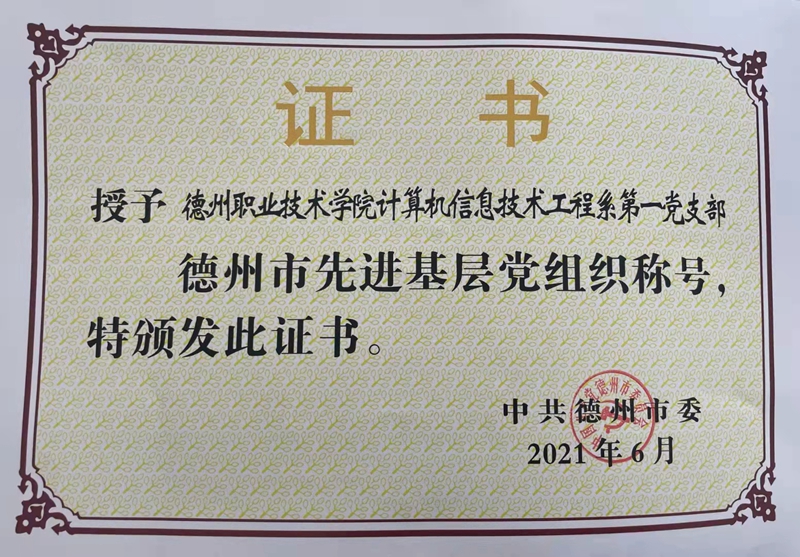 证书
授予 德州职业技术学院计算机信息技术工程系第一党支部
德州市先进基层党组织称号，
特颁发此证书。
中共德州市委
2021年6月